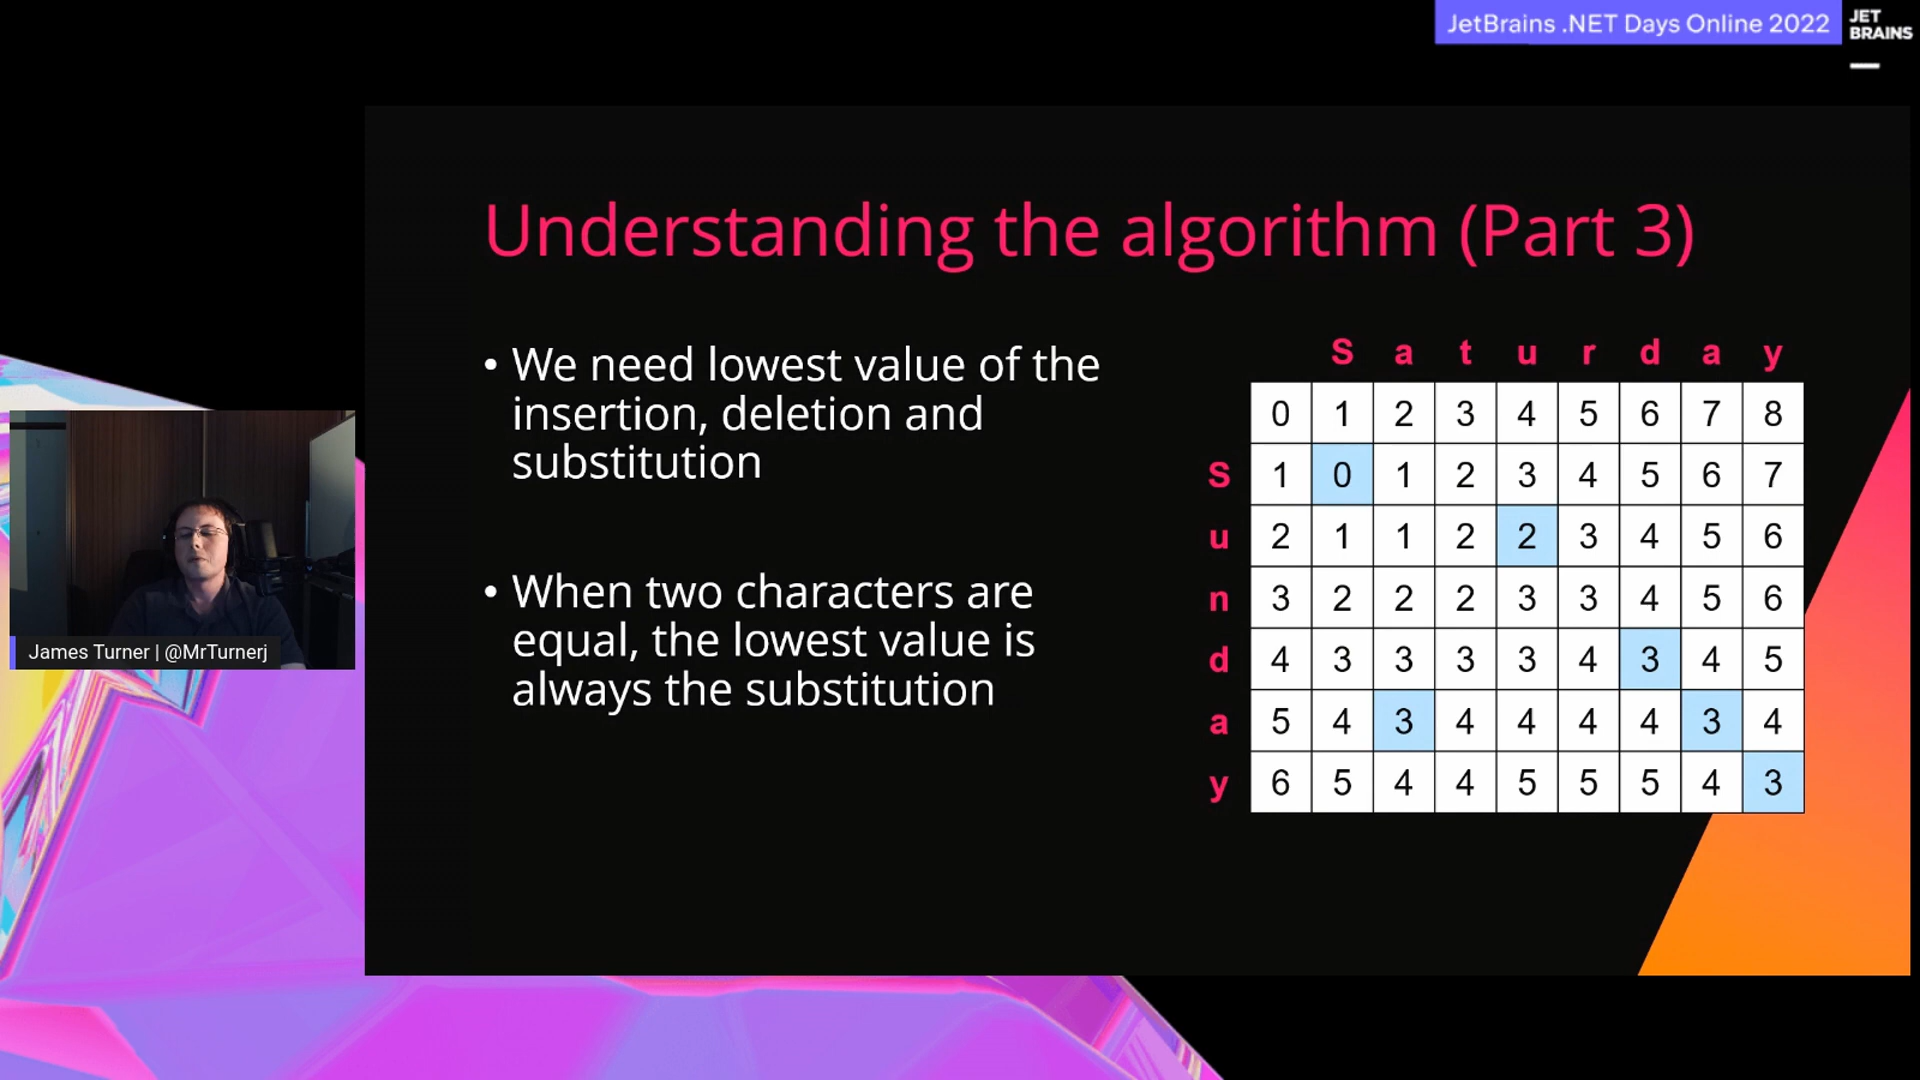 JetBrains .NET Days Online 2022
JET
BRAINS
Understanding the algorithm (Part 3)
• We need lowest value of the
insertion, deletion and
substitution
• When two characters are
equal, the lowest value is
always the substitution
S a t u r d a y
0 1 2 3 4 5 6 7 8
S 1 0 1 2 3 4 5 6 7
u 2 1 1 2 2 3 4 5 6
n 3 2 2 2 3 3 4 5 6
d 4 3 3 3 3 4 3 4 5
a 5 4 3 4 4 4 4 3 4
y 6 5 4 4 5 5 5 4 3
James Turner | @MrTurnerj